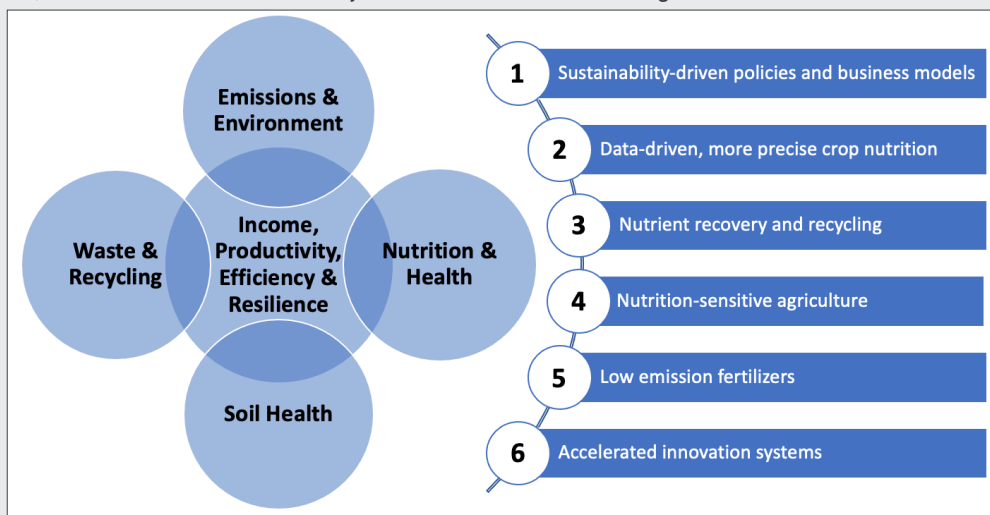 Emissions &
Environment
Waste &
Recycling
Income,
Productivity,
Efficiency &
Resilience
Nutrition &
Health
Soil Health
1 Sustainability-driven policies and business models
2 Data-driven, more precise crop nutrition
3 Nutrient recovery and recycling
4 Nutrition-sensitive agriculture
5 Low emission fertilizers
6 Accelerated innovation systems